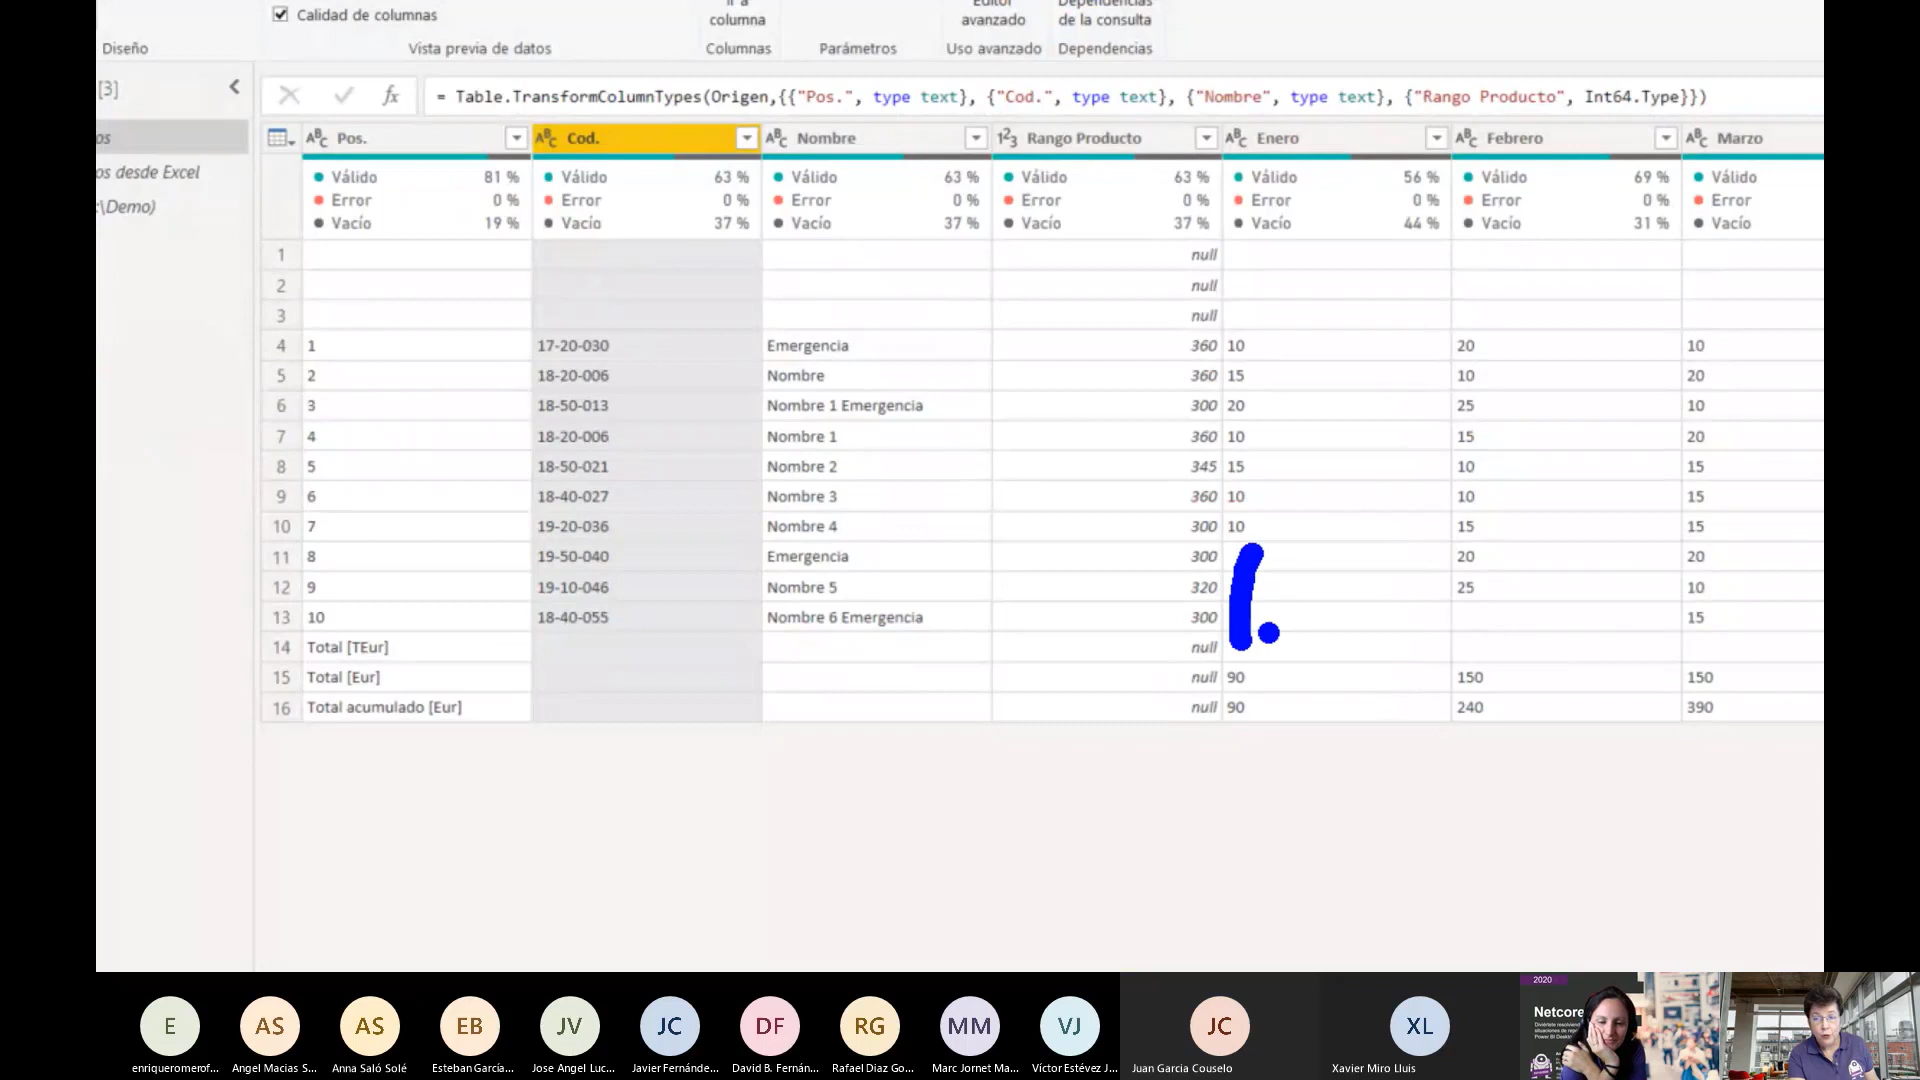 Calidad de columnas
columna
avanzado
de la consulta
Diseño
Vista previa de datos
Columnas
Parámetros
Uso avanzado
Dependencias
[3]
fx
= Table.TransformColumnTypes(Origen,{{"Pos.", type text}, {"Cod.", type text}, {"Nombre", type text}, {"Rango Producto", Int64.Type}})
os
os desde Excel
:\Demo)
ABC Pos. ABC Cod. ABC Nombre 123 Rango Producto ABC Enero ABC Febrero ABC Marzo
Válido 81 % Válido 63 % Válido 63 % Válido 63 % Válido 56 % Válido 69 % Válido
Error 0 % Error 0 % Error 0 % Error 0 % Error 0 % Error 0 % Error
Vacío 19 % Vacío 37 % Vacío 37 % Vacío 37 % Vacío 44 % Vacío 31 % Vacío
1 null
2 null
3 null
4 1 17-20-030 Emergencia 360 10 20 10
5 2 18-20-006 Nombre 360 15 10 20
6 3 18-50-013 Nombre 1 Emergencia 300 20 25 10
7 4 18-20-006 Nombre 1 360 10 15 20
8 5 18-50-021 Nombre 2 345 15 10 15
9 6 18-40-027 Nombre 3 360 10 10 15
10 7 19-20-036 Nombre 4 300 10 15 15
11 8 19-50-040 Emergencia 300 20 20
12 9 19-10-046 Nombre 5 320 25 10
13 10 18-40-055 Nombre 6 Emergencia 300 15
14 Total [TEur] null
15 Total [Eur] null 90 150 150
16 Total acumulado [Eur] null 90 240 390
E AS AS EB JV JC DF RG MM VJ JC XL
enriqueromerof... Angel Macias S... Anna Saló Solé Esteban García... Jose Angel Luc... Javier Fernánde... David B. Fernán... Rafael Diaz Go... Marc Jornet Ma... Víctor Estévez J... Juan Garcia Couselo Xavier Miro Lluis
2020
Netcore